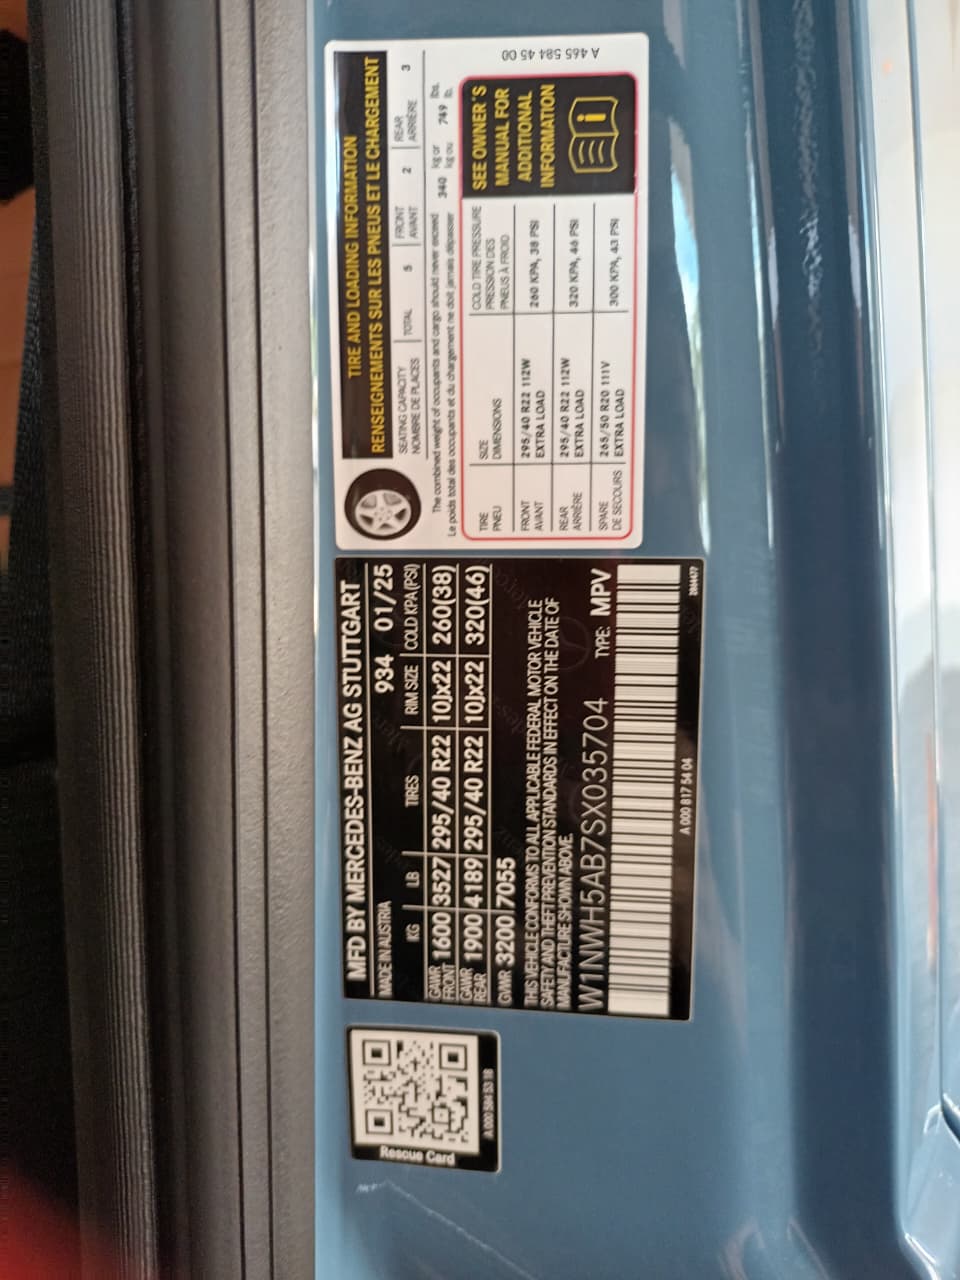 TIRE AND LOADING INFORMATION
RENSEIGNEMENTS SUR LES PNEUS ET LE CHARGEMENT
SEATING CAPACITY
NOMBRE DE PLACES
TOTAL 5
FRONT
AVANT
2
REAR
ARRIÈRE
3
The combined weight of occupants and cargo should never exceed 340 kg or 749 lbs.
Le poids total des occupants et du chargement ne doit jamais dépasser kg ou lb.
TIRE
PNEU
SIZE
DIMENSIONS
COLD TIRE PRESSURE
PRESSION DES
PNEUS À FROID
FRONT
AVANT
295/40 R22 112W
EXTRA LOAD
260 KPA, 38 PSI
REAR
ARRIÈRE
295/40 R22 112W
EXTRA LOAD
320 KPA, 46 PSI
SPARE
DE SECOURS
265/50 R20 111V
EXTRA LOAD
300 KPA, 43 PSI
SEE OWNER'S
MANUAL FOR
ADDITIONAL
INFORMATION
A 465 584 45 00
MFD BY MERCEDES-BENZ AG STUTTGART
MADE IN AUSTRIA 934 01/25
KG LB TIRES RIM SIZE COLD KPA(PSI)
GAWR
FRONT
1600 3527 295/40 R22 10Jx22 260(38)
GAWR
REAR
1900 4189 295/40 R22 10Jx22 320(46)
GVWR 3200 7055
THIS VEHICLE CONFORMS TO ALL APPLICABLE FEDERAL MOTOR VEHICLE
SAFETY AND THEFT PREVENTION STANDARDS IN EFFECT ON THE DATE OF
MANUFACTURE SHOWN ABOVE.
W1NWH5AB7SX035704 TYPE: MPV
A 000 817 54 04
Rescue Card
A 000 584 53 18